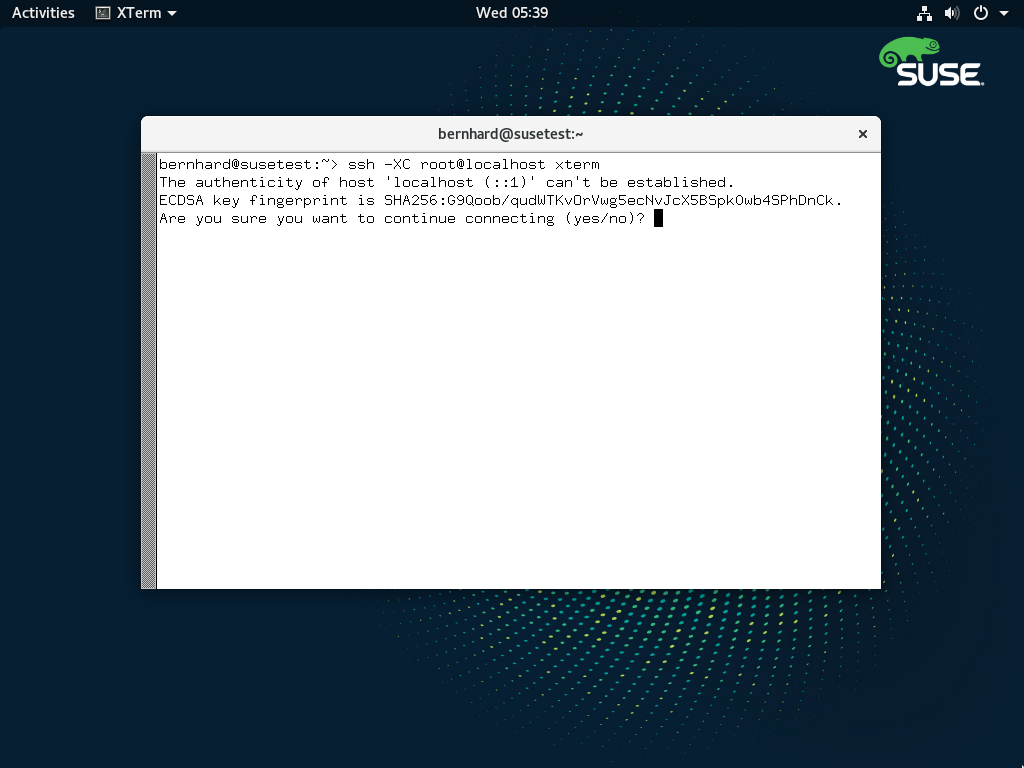 Activities XTerm Wed 05:39
SUSE
bernhard@susetest:~
bernhard@susetest:~> ssh -XC root@localhost xterm
The authenticity of host 'localhost (::1)' can't be established.
ECDSA key fingerprint is SHA256:G9Qoob/qudWTKvOrVwg5ecNvJcX5BSpkOwb4SPhDnCk.
Are you sure you want to continue connecting (yes/no)?